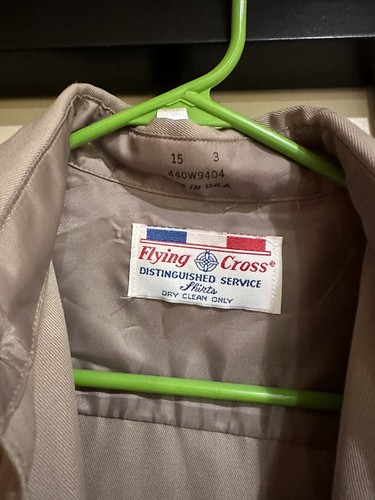 15 3
440W9404
IN U.S.A.
Flying Cross®
DISTINGUISHED SERVICE
Shirts
DRY CLEAN ONLY